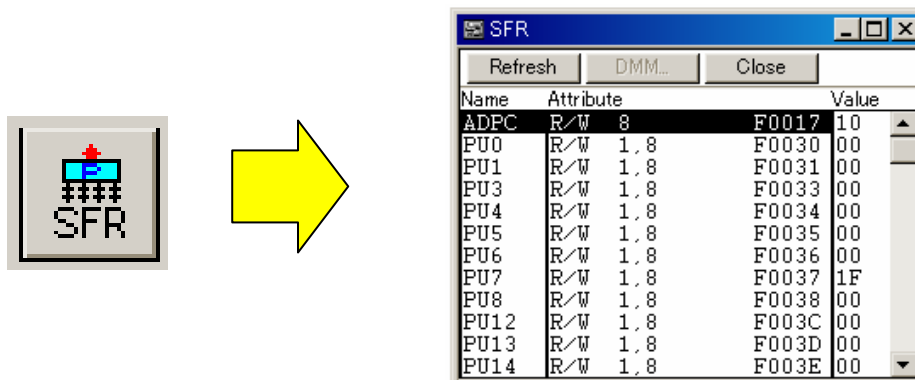 SFR
SFR
Refresh DMM... Close
Name Attribute Value
ADPC R/W 8 F0017 10
PU0 R/W 1,8 F0030 00
PU1 R/W 1,8 F0031 00
PU3 R/W 1,8 F0033 00
PU4 R/W 1,8 F0034 00
PU5 R/W 1,8 F0035 00
PU6 R/W 1,8 F0036 00
PU7 R/W 1,8 F0037 1F
PU8 R/W 1,8 F0038 00
PU12 R/W 1,8 F003C 00
PU13 R/W 1,8 F003D 00
PU14 R/W 1,8 F003E 00